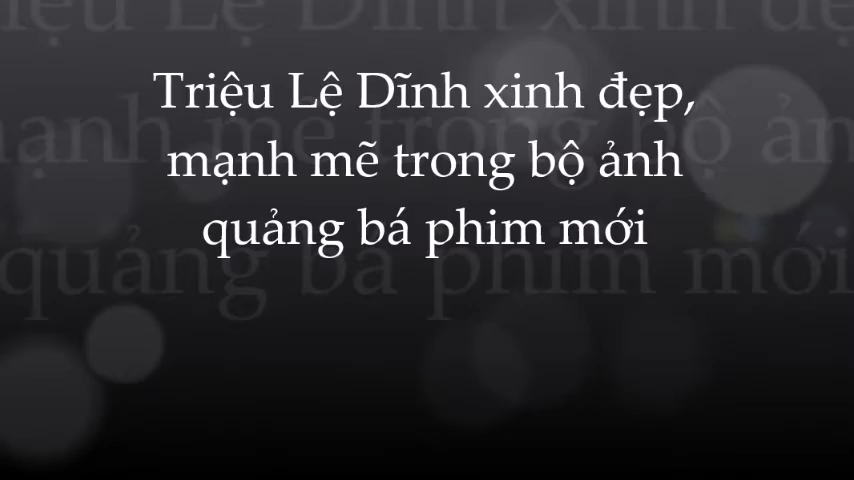 Triệu Lệ Dĩnh xinh đẹp,
mạnh mẽ trong bộ ảnh
quảng bá phim mới